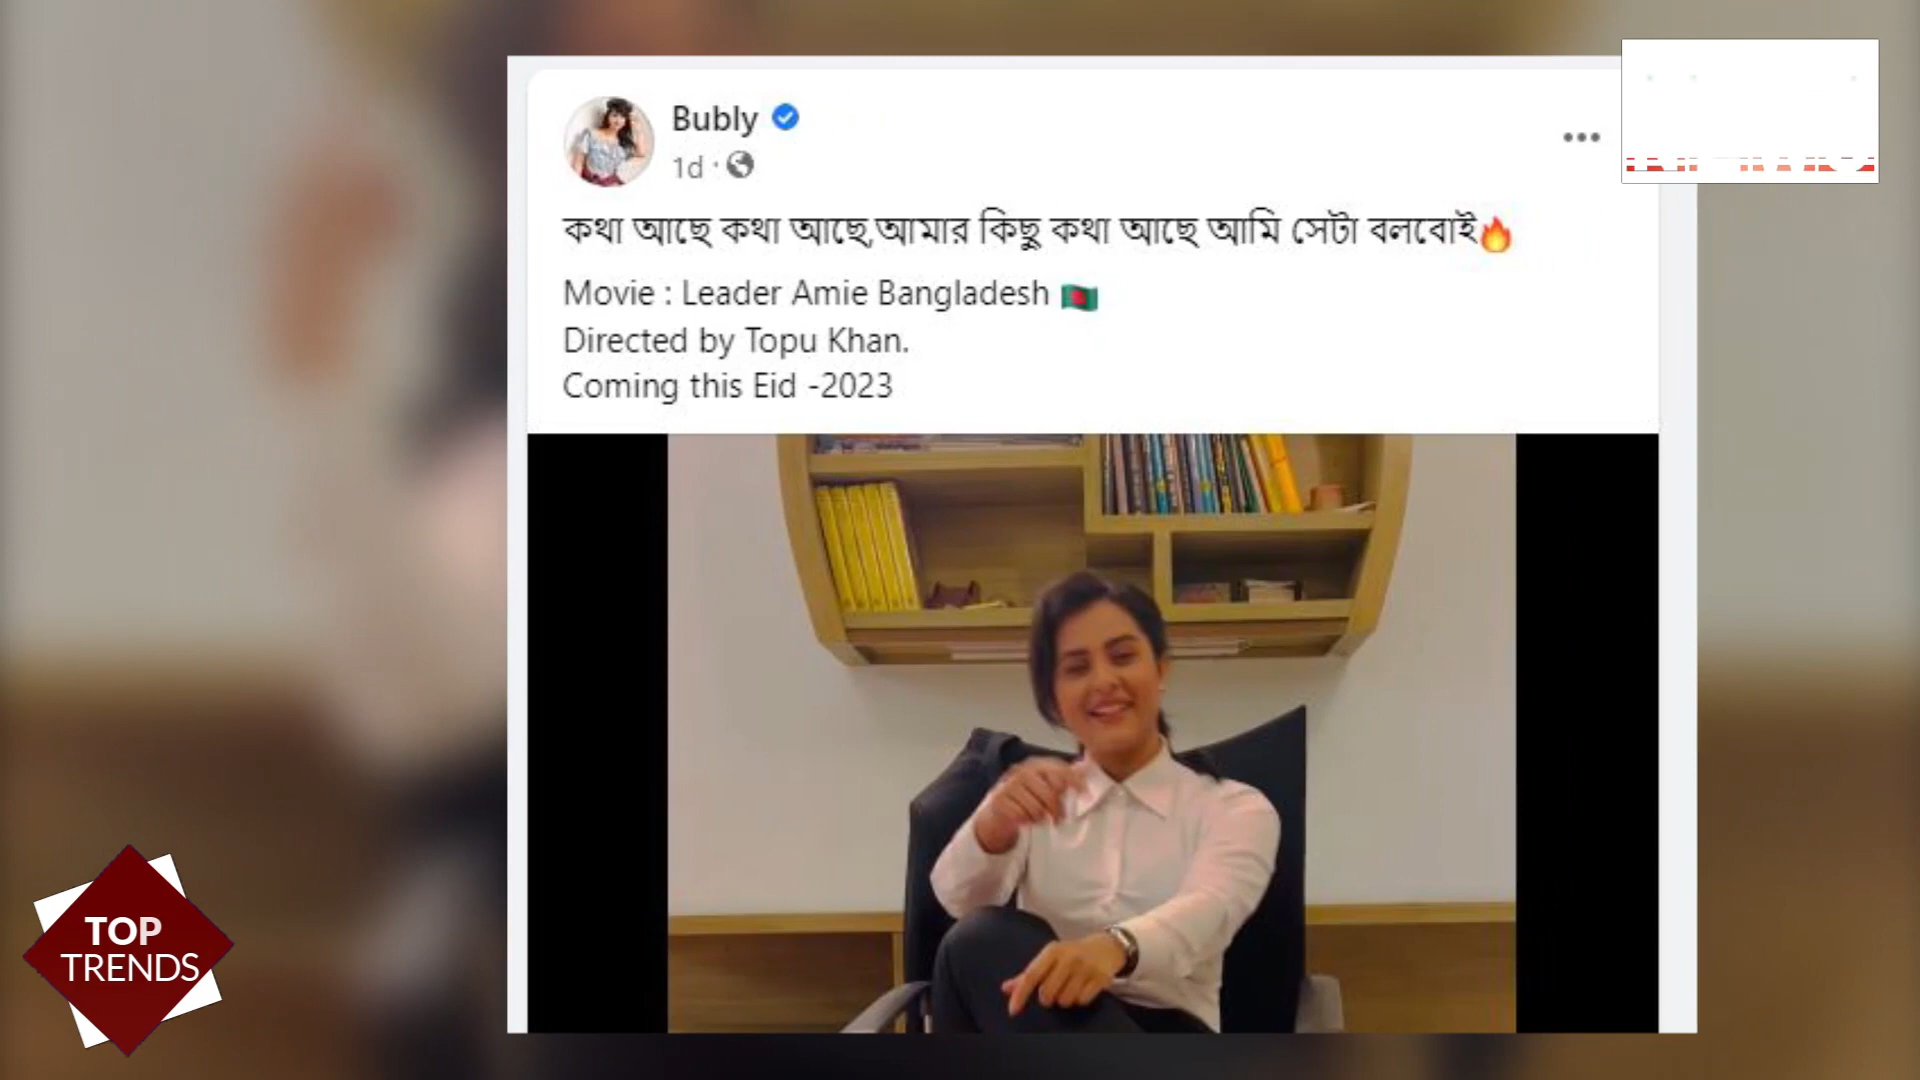 Bubly
1d
কথা আছে কথা আছে,আমার কিছু কথা আছে আমি সেটা বলবোই🔥
Movie : Leader Amie Bangladesh 🇧🇩
Directed by Topu Khan.
Coming this Eid -2023
TOP
TRENDS